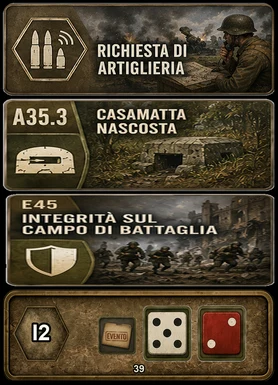 RICHIESTA DI
ARTIGLIERIA
A35.3
CASAMATTA
NASCOSTA
E45
INTEGRITÀ SUL
CAMPO DI BATTAGLIA
I2
EVENTO
39